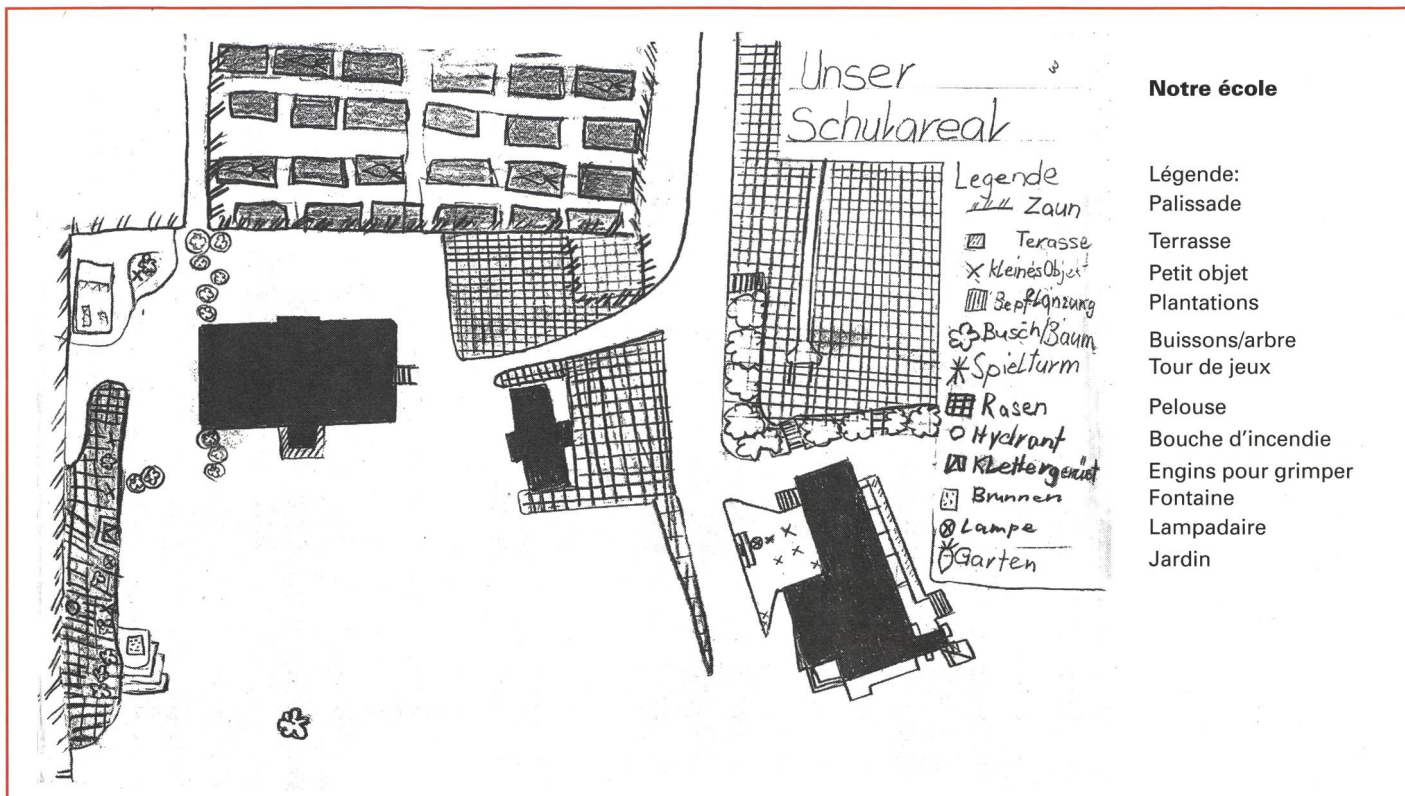 Unser
Schulareal
Legende
Zaun
Terasse
kleines Objekt
Bepflanzung
Busch/Baum
Spielturm
Rasen
Hydrant
Klettergerüst
Brunnen
Lampe
Garten
Notre école
Légende:
Palissade
Terrasse
Petit objet
Plantations
Buissons/arbre
Tour de jeux
Pelouse
Bouche d'incendie
Engins pour grimper
Fontaine
Lampadaire
Jardin